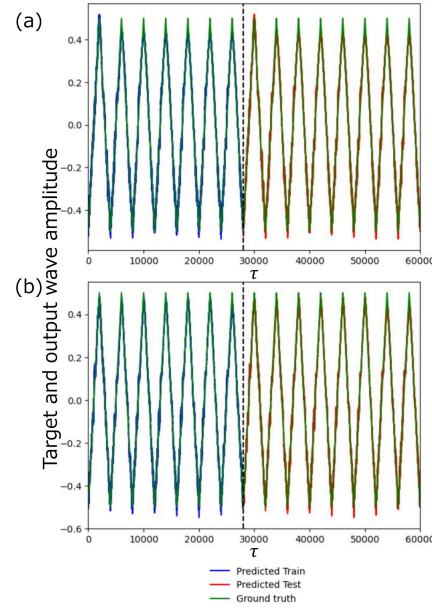 (a)
0.4
0.2
0.0
−0.2
−0.4
0 10000 20000 30000 40000 50000 60000
τ
Target and output wave amplitude
(b)
0.4
0.2
0.0
−0.2
−0.4
−0.6
0 10000 20000 30000 40000 50000 60000
τ
Predicted Train
Predicted Test
Ground truth